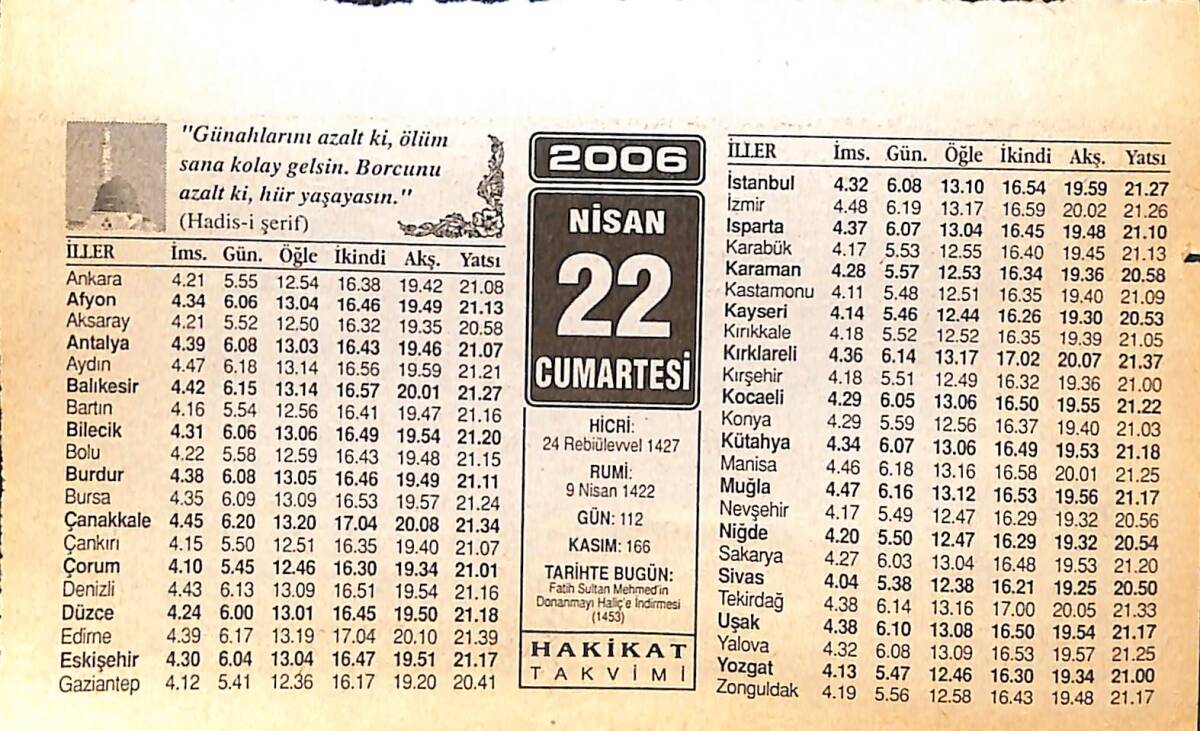 "Günahlarını azalt ki, ölüm
sana kolay gelsin. Borcunu
azalt ki, hür yaşayasın."
(Hadis-i şerif)
İLLER İms. Gün. Öğle İkindi Akş. Yatsı
Ankara 4.21 5.55 12.54 16.38 19.42 21.08
Afyon 4.34 6.06 13.04 16.46 19.49 21.13
Aksaray 4.21 5.52 12.50 16.32 19.35 20.58
Antalya 4.39 6.08 13.03 16.43 19.46 21.07
Aydın 4.47 6.18 13.14 16.56 19.59 21.21
Balıkesir 4.42 6.15 13.14 16.57 20.01 21.27
Bartın 4.16 5.54 12.56 16.41 19.47 21.16
Bilecik 4.31 6.06 13.06 16.49 19.54 21.20
Bolu 4.22 5.58 12.59 16.43 19.48 21.15
Burdur 4.38 6.08 13.05 16.46 19.49 21.11
Bursa 4.35 6.09 13.09 16.53 19.57 21.24
Çanakkale 4.45 6.20 13.20 17.04 20.08 21.34
Çankırı 4.15 5.50 12.51 16.35 19.40 21.07
Çorum 4.10 5.45 12.46 16.30 19.34 21.01
Denizli 4.43 6.13 13.09 16.51 19.54 21.16
Düzce 4.24 6.00 13.01 16.45 19.50 21.18
Edirne 4.39 6.17 13.19 17.04 20.10 21.39
Eskişehir 4.30 6.04 13.04 16.47 19.51 21.17
Gaziantep 4.12 5.41 12.36 16.17 19.20 20.41
2006
NİSAN
22
CUMARTESİ
HİCRİ:
24 Rebiülevvel 1427
RUMİ:
9 Nisan 1422
GÜN: 112
KASIM: 166
TARİHTE BUGÜN:
Fatih Sultan Mehmed'in
Donanmayı Haliç'e İndirmesi
(1453)
HAKİKAT
TAKVİMİ
İLLER İms. Gün. Öğle İkindi Akş. Yatsı
İstanbul 4.32 6.08 13.10 16.54 19.59 21.27
İzmir 4.48 6.19 13.17 16.59 20.02 21.26
Isparta 4.37 6.07 13.04 16.45 19.48 21.10
Karabük 4.17 5.53 12.55 16.40 19.45 21.13
Karaman 4.28 5.57 12.53 16.34 19.36 20.58
Kastamonu 4.11 5.48 12.51 16.35 19.40 21.09
Kayseri 4.14 5.46 12.44 16.26 19.30 20.53
Kırıkkale 4.18 5.52 12.52 16.35 19.39 21.05
Kırklareli 4.36 6.14 13.17 17.02 20.07 21.37
Kırşehir 4.18 5.51 12.49 16.32 19.36 21.00
Kocaeli 4.29 6.05 13.06 16.50 19.55 21.22
Konya 4.29 5.59 12.56 16.37 19.40 21.03
Kütahya 4.34 6.07 13.06 16.49 19.53 21.18
Manisa 4.46 6.18 13.16 16.58 20.01 21.25
Muğla 4.47 6.16 13.12 16.53 19.56 21.17
Nevşehir 4.17 5.49 12.47 16.29 19.32 20.56
Niğde 4.20 5.50 12.47 16.29 19.32 20.54
Sakarya 4.27 6.03 13.04 16.48 19.53 21.20
Sivas 4.04 5.38 12.38 16.21 19.25 20.50
Tekirdağ 4.38 6.14 13.16 17.00 20.05 21.33
Uşak 4.38 6.10 13.08 16.50 19.54 21.17
Yalova 4.32 6.08 13.09 16.53 19.57 21.25
Yozgat 4.13 5.47 12.46 16.30 19.34 21.00
Zonguldak 4.19 5.56 12.58 16.43 19.48 21.17